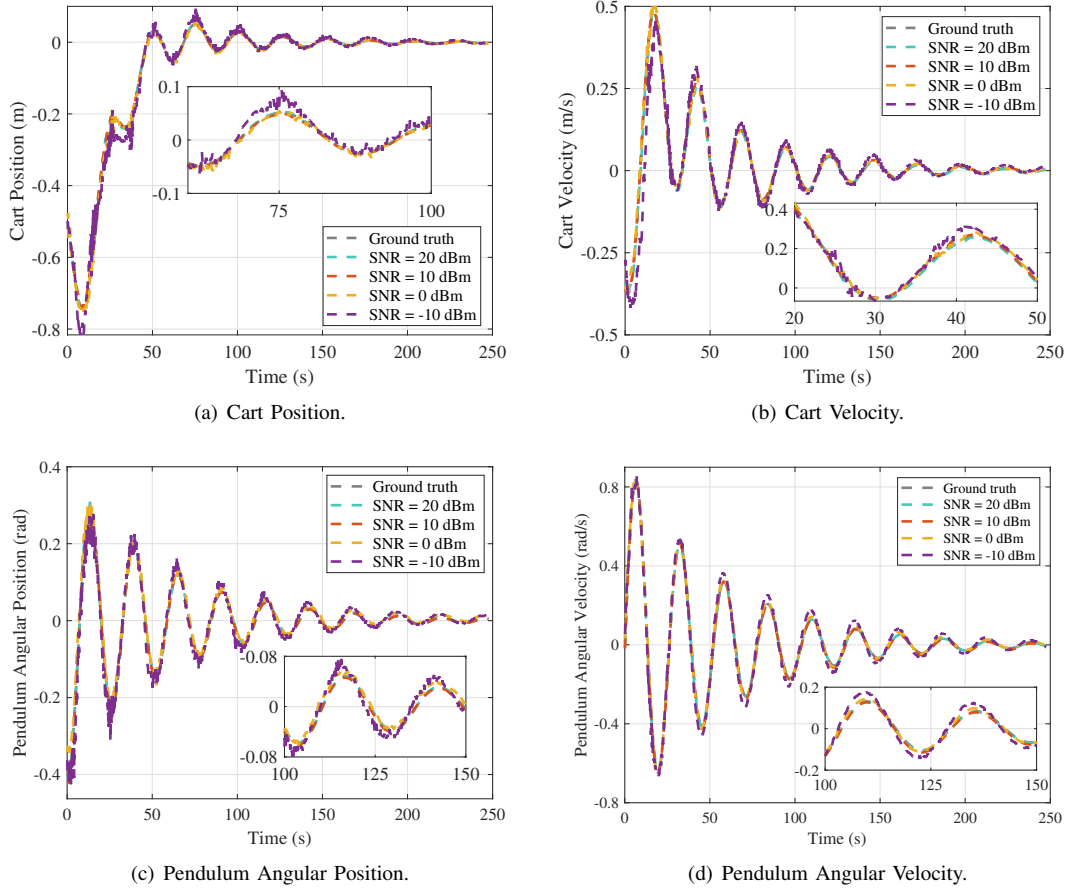 0
-0.2
-0.4
-0.6
-0.8
Cart Position (m)
0.1
0
-0.1
75
100
Ground truth
SNR = 20 dBm
SNR = 10 dBm
SNR = 0 dBm
SNR = -10 dBm
0 50 100 150 200 250
Time (s)
(a) Cart Position.
0.5
0.25
0
-0.25
-0.5
Cart Velocity (m/s)
Ground truth
SNR = 20 dBm
SNR = 10 dBm
SNR = 0 dBm
SNR = -10 dBm
0.4
0.2
0
20 30 40 50
0 50 100 150 200 250
Time (s)
(b) Cart Velocity.
0.4
0.2
0
-0.2
-0.4
Pendulum Angular Position (rad)
Ground truth
SNR = 20 dBm
SNR = 10 dBm
SNR = 0 dBm
SNR = -10 dBm
-0.08
0
-0.08
100 125 150
0 50 100 150 200 250
Time (s)
(c) Pendulum Angular Position.
0.8
0.4
0
-0.4
-0.8
Pendulum Angular Velocity (rad/s)
Ground truth
SNR = 20 dBm
SNR = 10 dBm
SNR = 0 dBm
SNR = -10 dBm
0.2
0
-0.2
100 125 150
0 50 100 150 200 250
Time (s)
(d) Pendulum Angular Velocity.